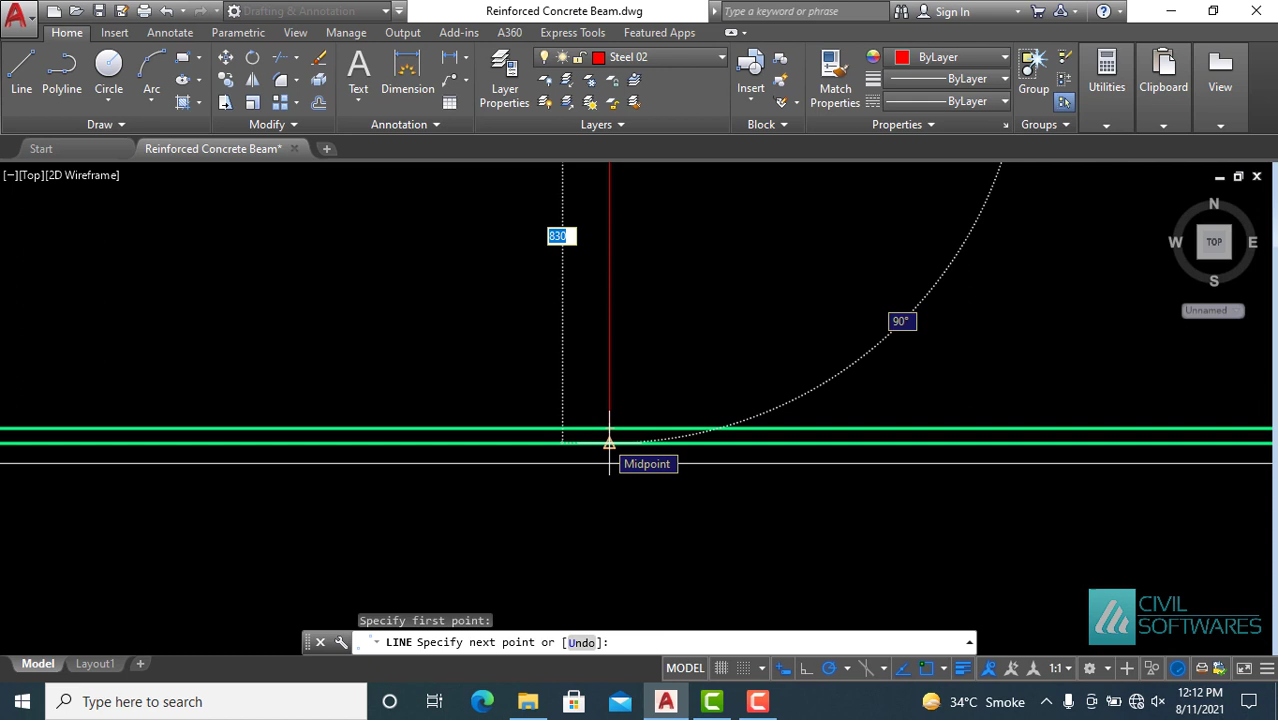 Drafting & Annotation
Reinforced Concrete Beam.dwg
Type a keyword or phrase
Sign In
Home
Insert
Annotate
Parametric
View
Manage
Output
Add-ins
A360
Express Tools
Featured Apps
Line
Polyline
Circle
Arc
Text
Dimension
Layer
Properties
Steel 02
Insert
Match
Properties
ByLayer
ByLayer
ByLayer
Group
Utilities
Clipboard
View
Draw
Modify
Annotation
Layers
Block
Properties
Groups
Start
Reinforced Concrete Beam*
[−][Top][2D Wireframe]
N
W
TOP
E
S
Unnamed
830
90°
Midpoint
CIVIL
SOFTWARES
Specify first point:
LINE Specify next point or [Undo]:
Model
Layout1
MODEL
1:1
Type here to search
34°C Smoke
12:12 PM
8/11/2021